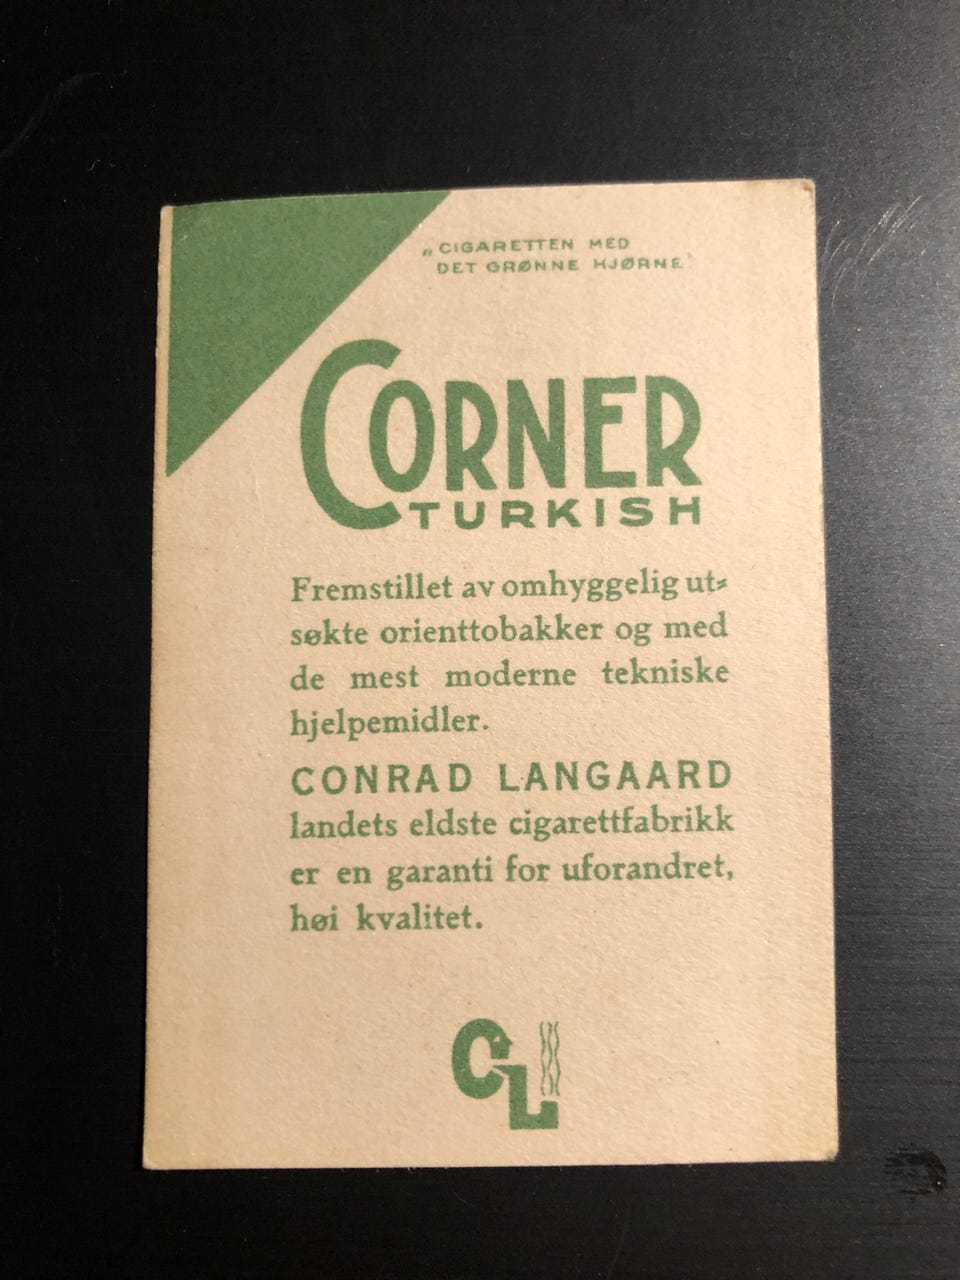 „CIGARETTEN MED
DET GRØNNE HJØRNE”
CORNER
TURKISH
Fremstillet av omhyggelig ut-
søkte orienttobakker og med
de mest moderne tekniske
hjelpemidler.
CONRAD LANGAARD
landets eldste cigarettfabrikk
er en garanti for uforandret,
høi kvalitet.
CL